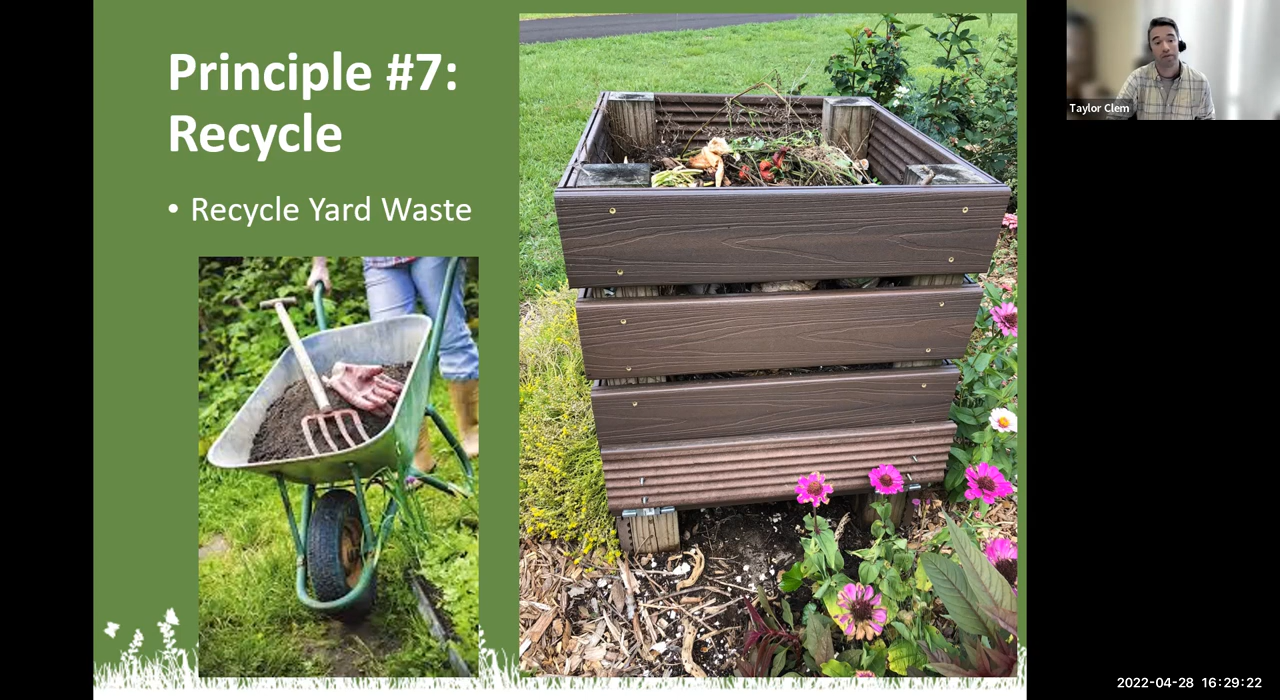 Principle #7:
Recycle
• Recycle Yard Waste
Taylor Clem
2022-04-28 16:29:22